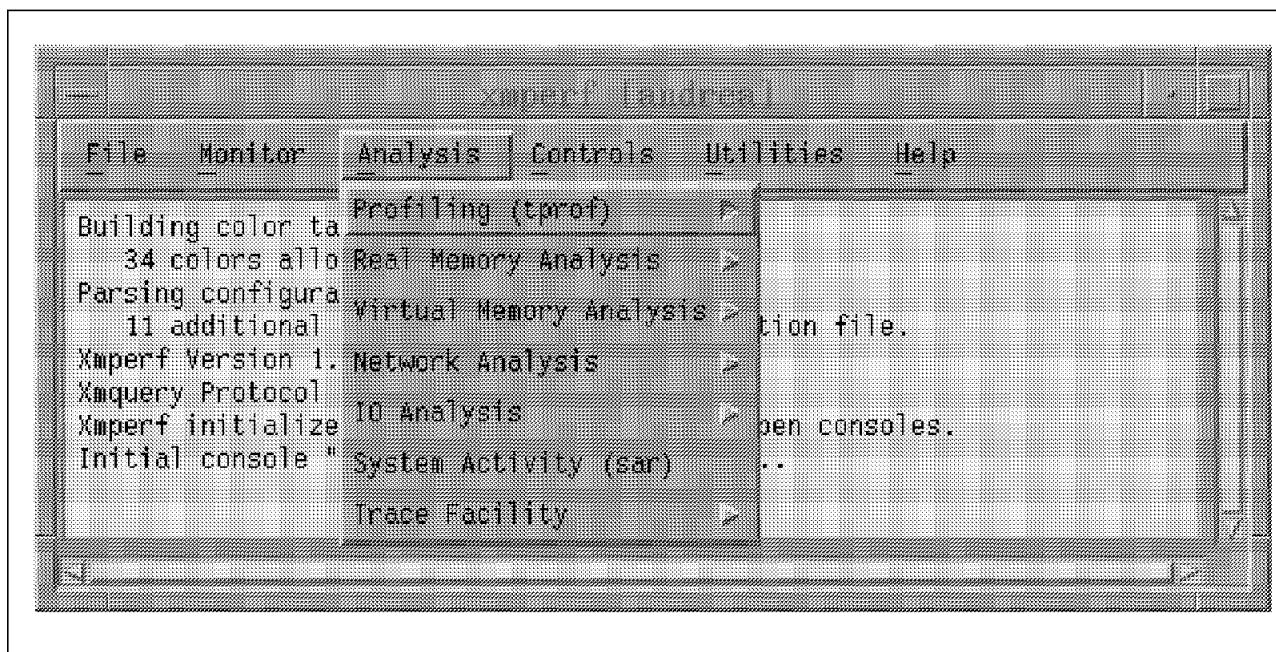 xmperf [andrea]
File Monitor Analysis Controls Utilities Help
Profiling (tprof)
Real Memory Analysis
Virtual Memory Analysis
Network Analysis
IO Analysis
System Activity (sar)
Trace Facility
Building color ta
34 colors allo
Parsing configura
11 additional tion file.
Xmperf Version 1.
Xmquery Protocol
Xmperf initialize pen consoles.
Initial console " ..